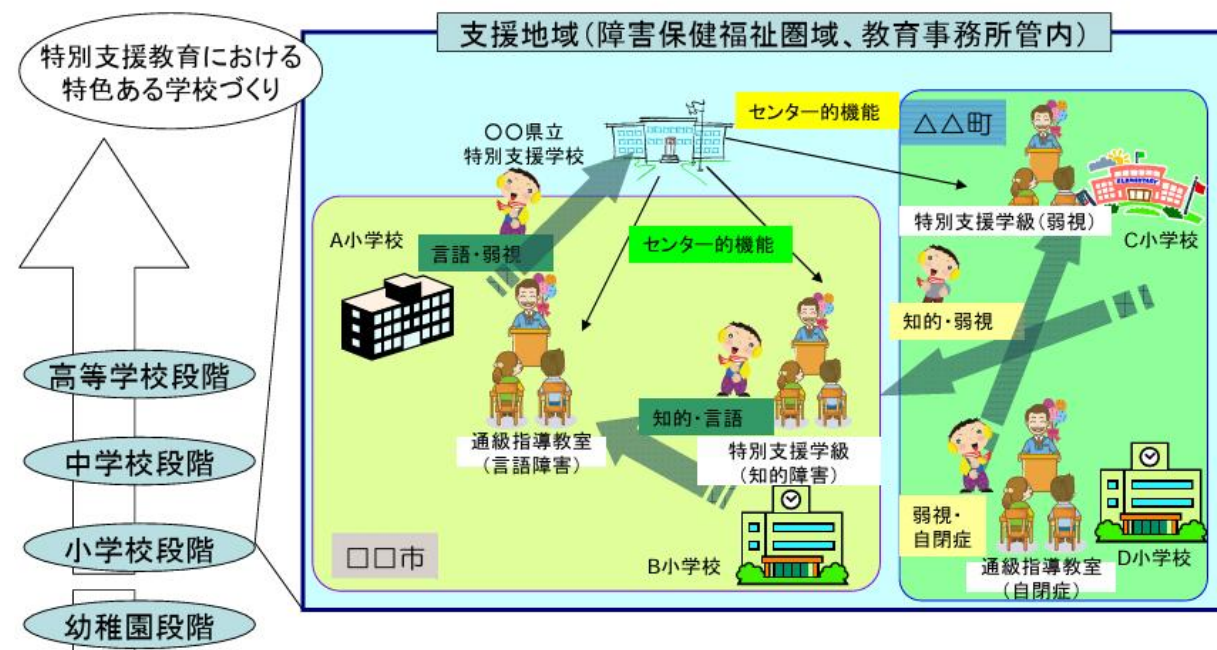 支援地域(障害保健福祉圏域、教育事務所管内)
特別支援教育における
特色ある学校づくり
高等学校段階
中学校段階
小学校段階
幼稚園段階
〇〇県立
特別支援学校
センター的機能
△△町
A小学校
言語・弱視
センター的機能
ELEMENTARY
特別支援学級(弱視)
C小学校
知的・弱視
知的・言語
通級指導教室
(言語障害)
特別支援学級
(知的障害)
□□市
B小学校
弱視・
自閉症
通級指導教室
(自閉症)
D小学校